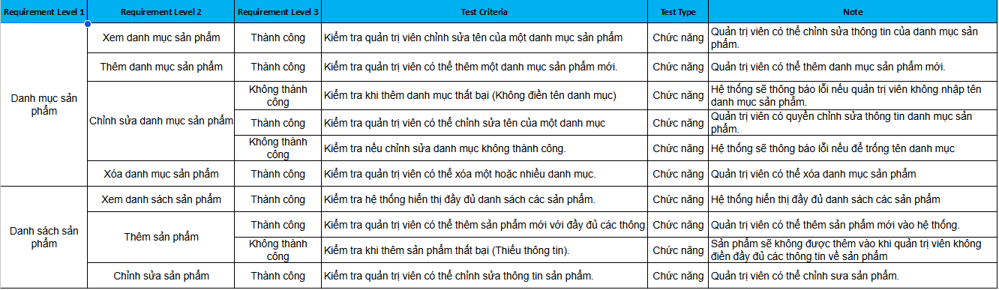 Requirement Level 1 Requirement Level 2 Requirement Level 3 Test Criteria Test Type Note
Danh mục sản
phẩm
Xem danh mục sản phẩm Thành công Kiểm tra quản trị viên chỉnh sửa tên của một danh mục sản phẩm Chức năng Quản trị viên có thể chỉnh sửa thông tin của danh mục sản
phẩm.
Thêm danh mục sản phẩm Thành công Kiểm tra quản trị viên có thể thêm một danh mục sản phẩm mới. Chức năng Quản trị viên có thể thêm danh mục sản phẩm mới.
Chỉnh sửa danh mục sản phẩm
Không thành
công
Kiểm tra khi thêm danh mục thất bại (Không điền tên danh mục) Chức năng Hệ thống sẽ thông báo lỗi nếu quản trị viên không nhập tên
danh mục sản phẩm.
Thành công Kiểm tra quản trị viên có thể chỉnh sửa tên của một danh mục Chức năng Quản trị viên có quyền chỉnh sửa thông tin danh mục sản
phẩm.
Không thành
công
Kiểm tra nếu chỉnh sửa danh mục không thành công. Chức năng Hệ thống sẽ thông báo lỗi nếu để trống tên danh mục
Xóa danh mục sản phẩm Thành công Kiểm tra quản trị viên có thể xóa một hoặc nhiều danh mục. Chức năng Quản trị viên có thể xóa danh mục sản phẩm
Danh sách sản
phẩm
Xem danh sách sản phẩm Thành công Kiểm tra hệ thống hiển thị đầy đủ danh sách các sản phẩm. Chức năng Hệ thống hiển thị đầy đủ danh sách các sản phẩm
Thêm sản phẩm
Thành công Kiểm tra quản trị viên có thể thêm sản phẩm mới với đầy đủ các thông Chức năng Quản trị viên có thể thêm sản phẩm mới vào hệ thống.
Không thành
công
Kiểm tra khi thêm sản phẩm thất bại (Thiếu thông tin). Chức năng Sản phẩm sẽ không được thêm vào khi quản trị viên không
điền đầy đủ các thông tin về sản phẩm
Chỉnh sửa sản phẩm Thành công Kiểm tra quản trị viên có thể chỉnh sửa thông tin sản phẩm. Chức năng Quản trị viên có thể chỉnh sưa sản phẩm.